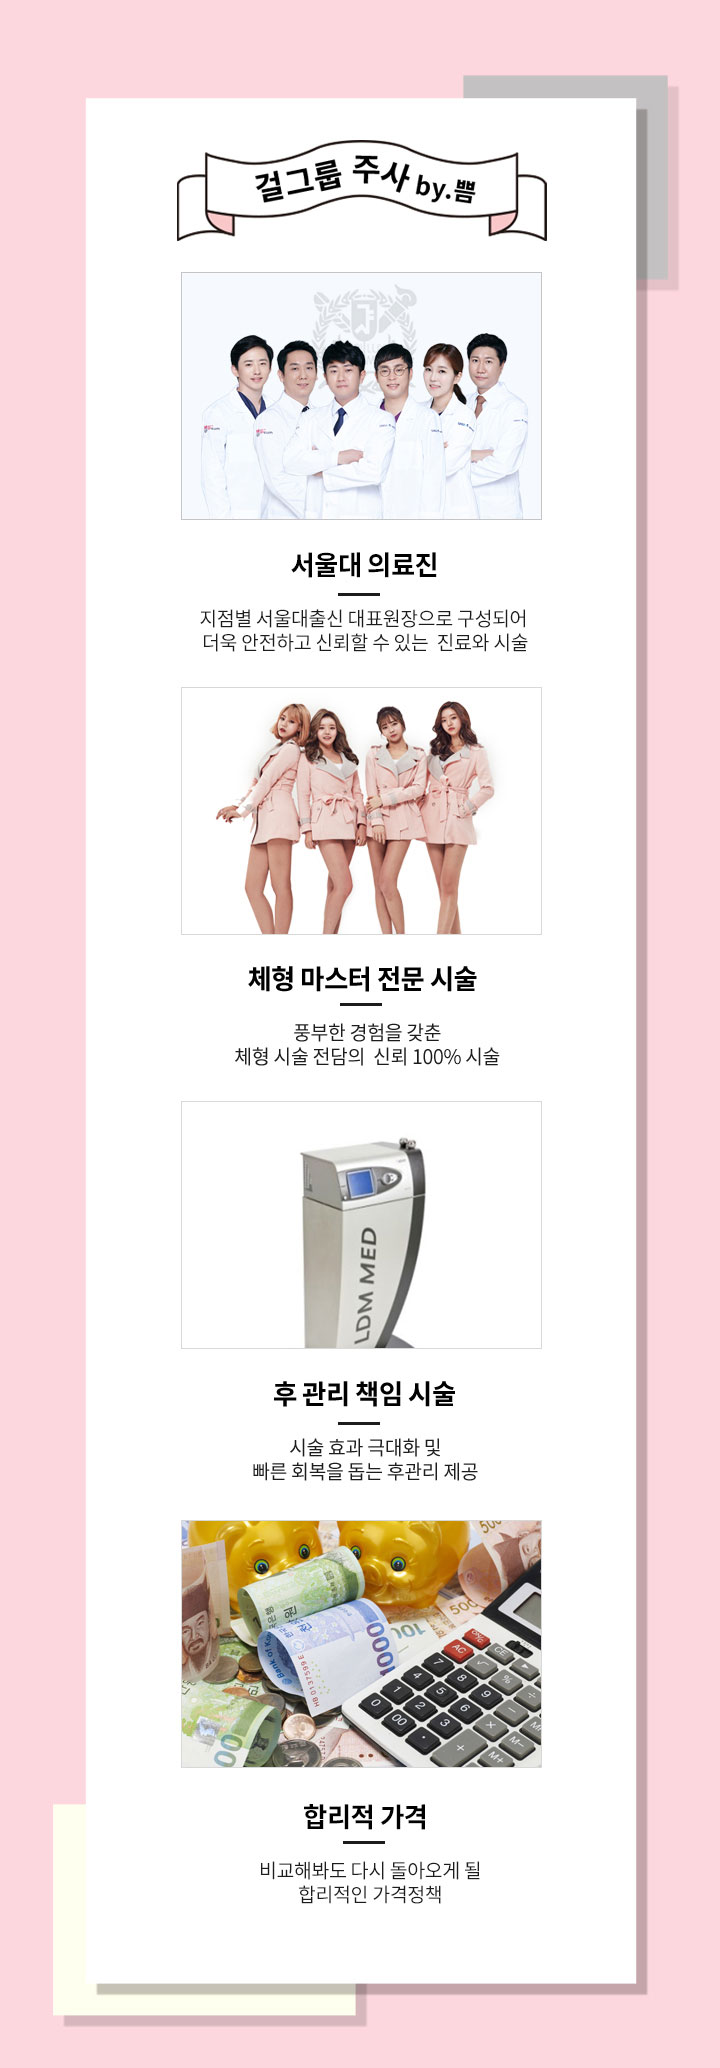 걸그룹 주사 by.쁨
서울대 의료진
지점별 서울대출신 대표원장으로 구성되어
더욱 안전하고 신뢰할 수 있는 진료와 시술
체형 마스터 전문 시술
풍부한 경험을 갖춘
체형 시술 전담의 신뢰 100% 시술
LDM MED
후 관리 책임 시술
시술 효과 극대화 및
빠른 회복을 돕는 후관리 제공
합리적 가격
비교해봐도 다시 돌아오게 될
합리적인 가격정책